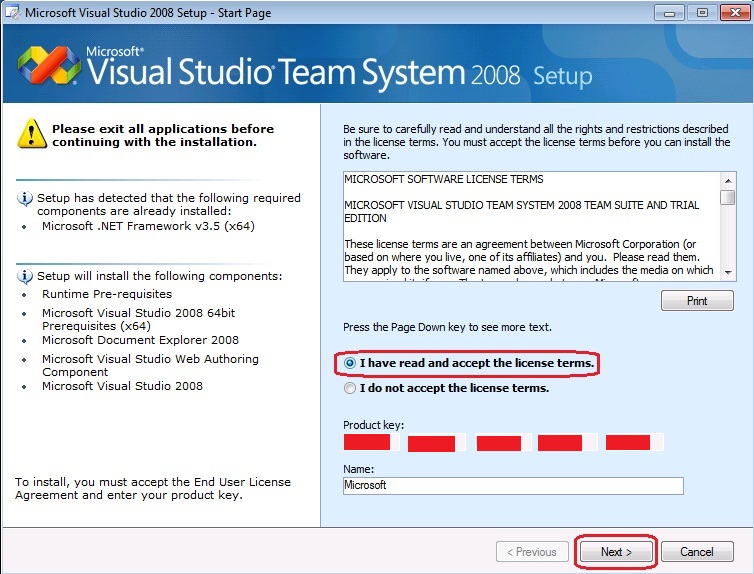 Microsoft Visual Studio 2008 Setup - Start Page
Microsoft®
Visual Studio® Team System 2008 Setup
Please exit all applications before
continuing with the installation.
Setup has detected that the following required
components are already installed:
• Microsoft .NET Framework v3.5 (x64)
Setup will install the following components:
• Runtime Pre-requisites
• Microsoft Visual Studio 2008 64bit
Prerequisites (x64)
• Microsoft Document Explorer 2008
• Microsoft Visual Studio Web Authoring
Component
• Microsoft Visual Studio 2008
To install, you must accept the End User License
Agreement and enter your product key.
Be sure to carefully read and understand all the rights and restrictions described
in the license terms. You must accept the license terms before you can install the
software.
MICROSOFT SOFTWARE LICENSE TERMS
MICROSOFT VISUAL STUDIO TEAM SYSTEM 2008 TEAM SUITE AND TRIAL
EDITION
These license terms are an agreement between Microsoft Corporation (or
based on where you live, one of its affiliates) and you. Please read them.
They apply to the software named above, which includes the media on which
Print
Press the Page Down key to see more text.
I have read and accept the license terms.
I do not accept the license terms.
Product key:
Name:
Microsoft
< Previous
Next >
Cancel